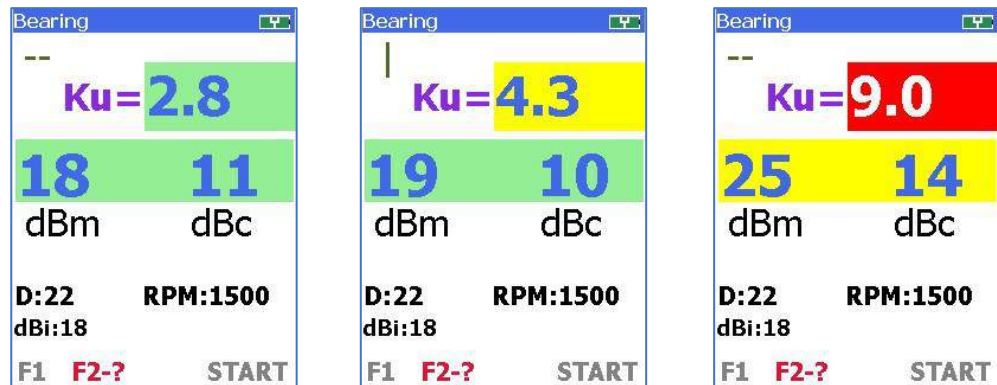 Bearing
--
Ku=2.8
18 11
dBm dBc
D:22 RPM:1500
dBi:18
F1 F2-? START
Bearing
|
Ku=4.3
19 10
dBm dBc
D:22 RPM:1500
dBi:18
F1 F2-? START
Bearing
--
Ku=9.0
25 14
dBm dBc
D:22 RPM:1500
dBi:18
F1 F2-? START